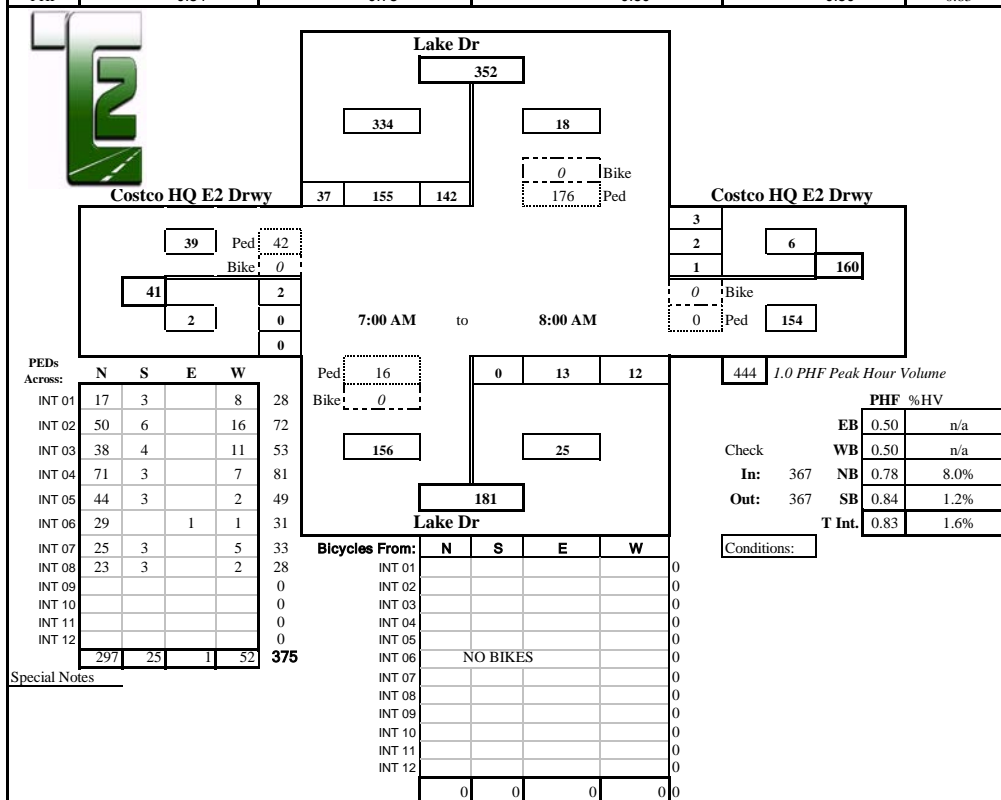 T2
Lake Dr
352
334 18
0 Bike
176 Ped
Costco HQ E2 Drwy 37 155 142 Costco HQ E2 Drwy
3
39 Ped 42 2 6
Bike 0 1 160
41 2 0 Bike
2 0 7:00 AM to 8:00 AM 0 Ped 154
0
PEDs
Across: N S E W Ped 16 0 13 12 444 1.0 PHF Peak Hour Volume
INT 01 17 3 8 28 Bike 0 PHF %HV
INT 02 50 6 16 72 EB 0.50 n/a
INT 03 38 4 11 53 156 25 Check WB 0.50 n/a
INT 04 71 3 7 81 In: 367 NB 0.78 8.0%
INT 05 44 3 2 49 181 Out: 367 SB 0.84 1.2%
INT 06 29 1 1 31 Lake Dr T Int. 0.83 1.6%
INT 07 25 3 5 33 Bicycles From: N S E W Conditions:
INT 08 23 3 2 28 INT 01 0
INT 09 0 INT 02 0
INT 10 0 INT 03 0
INT 11 0 INT 04 0
INT 12 0 INT 05 0
297 25 1 52 375 INT 06 NO BIKES 0
Special Notes INT 07 0
INT 08 0
INT 09 0
INT 10 0
INT 11 0
INT 12 0
0 0 0 0 0